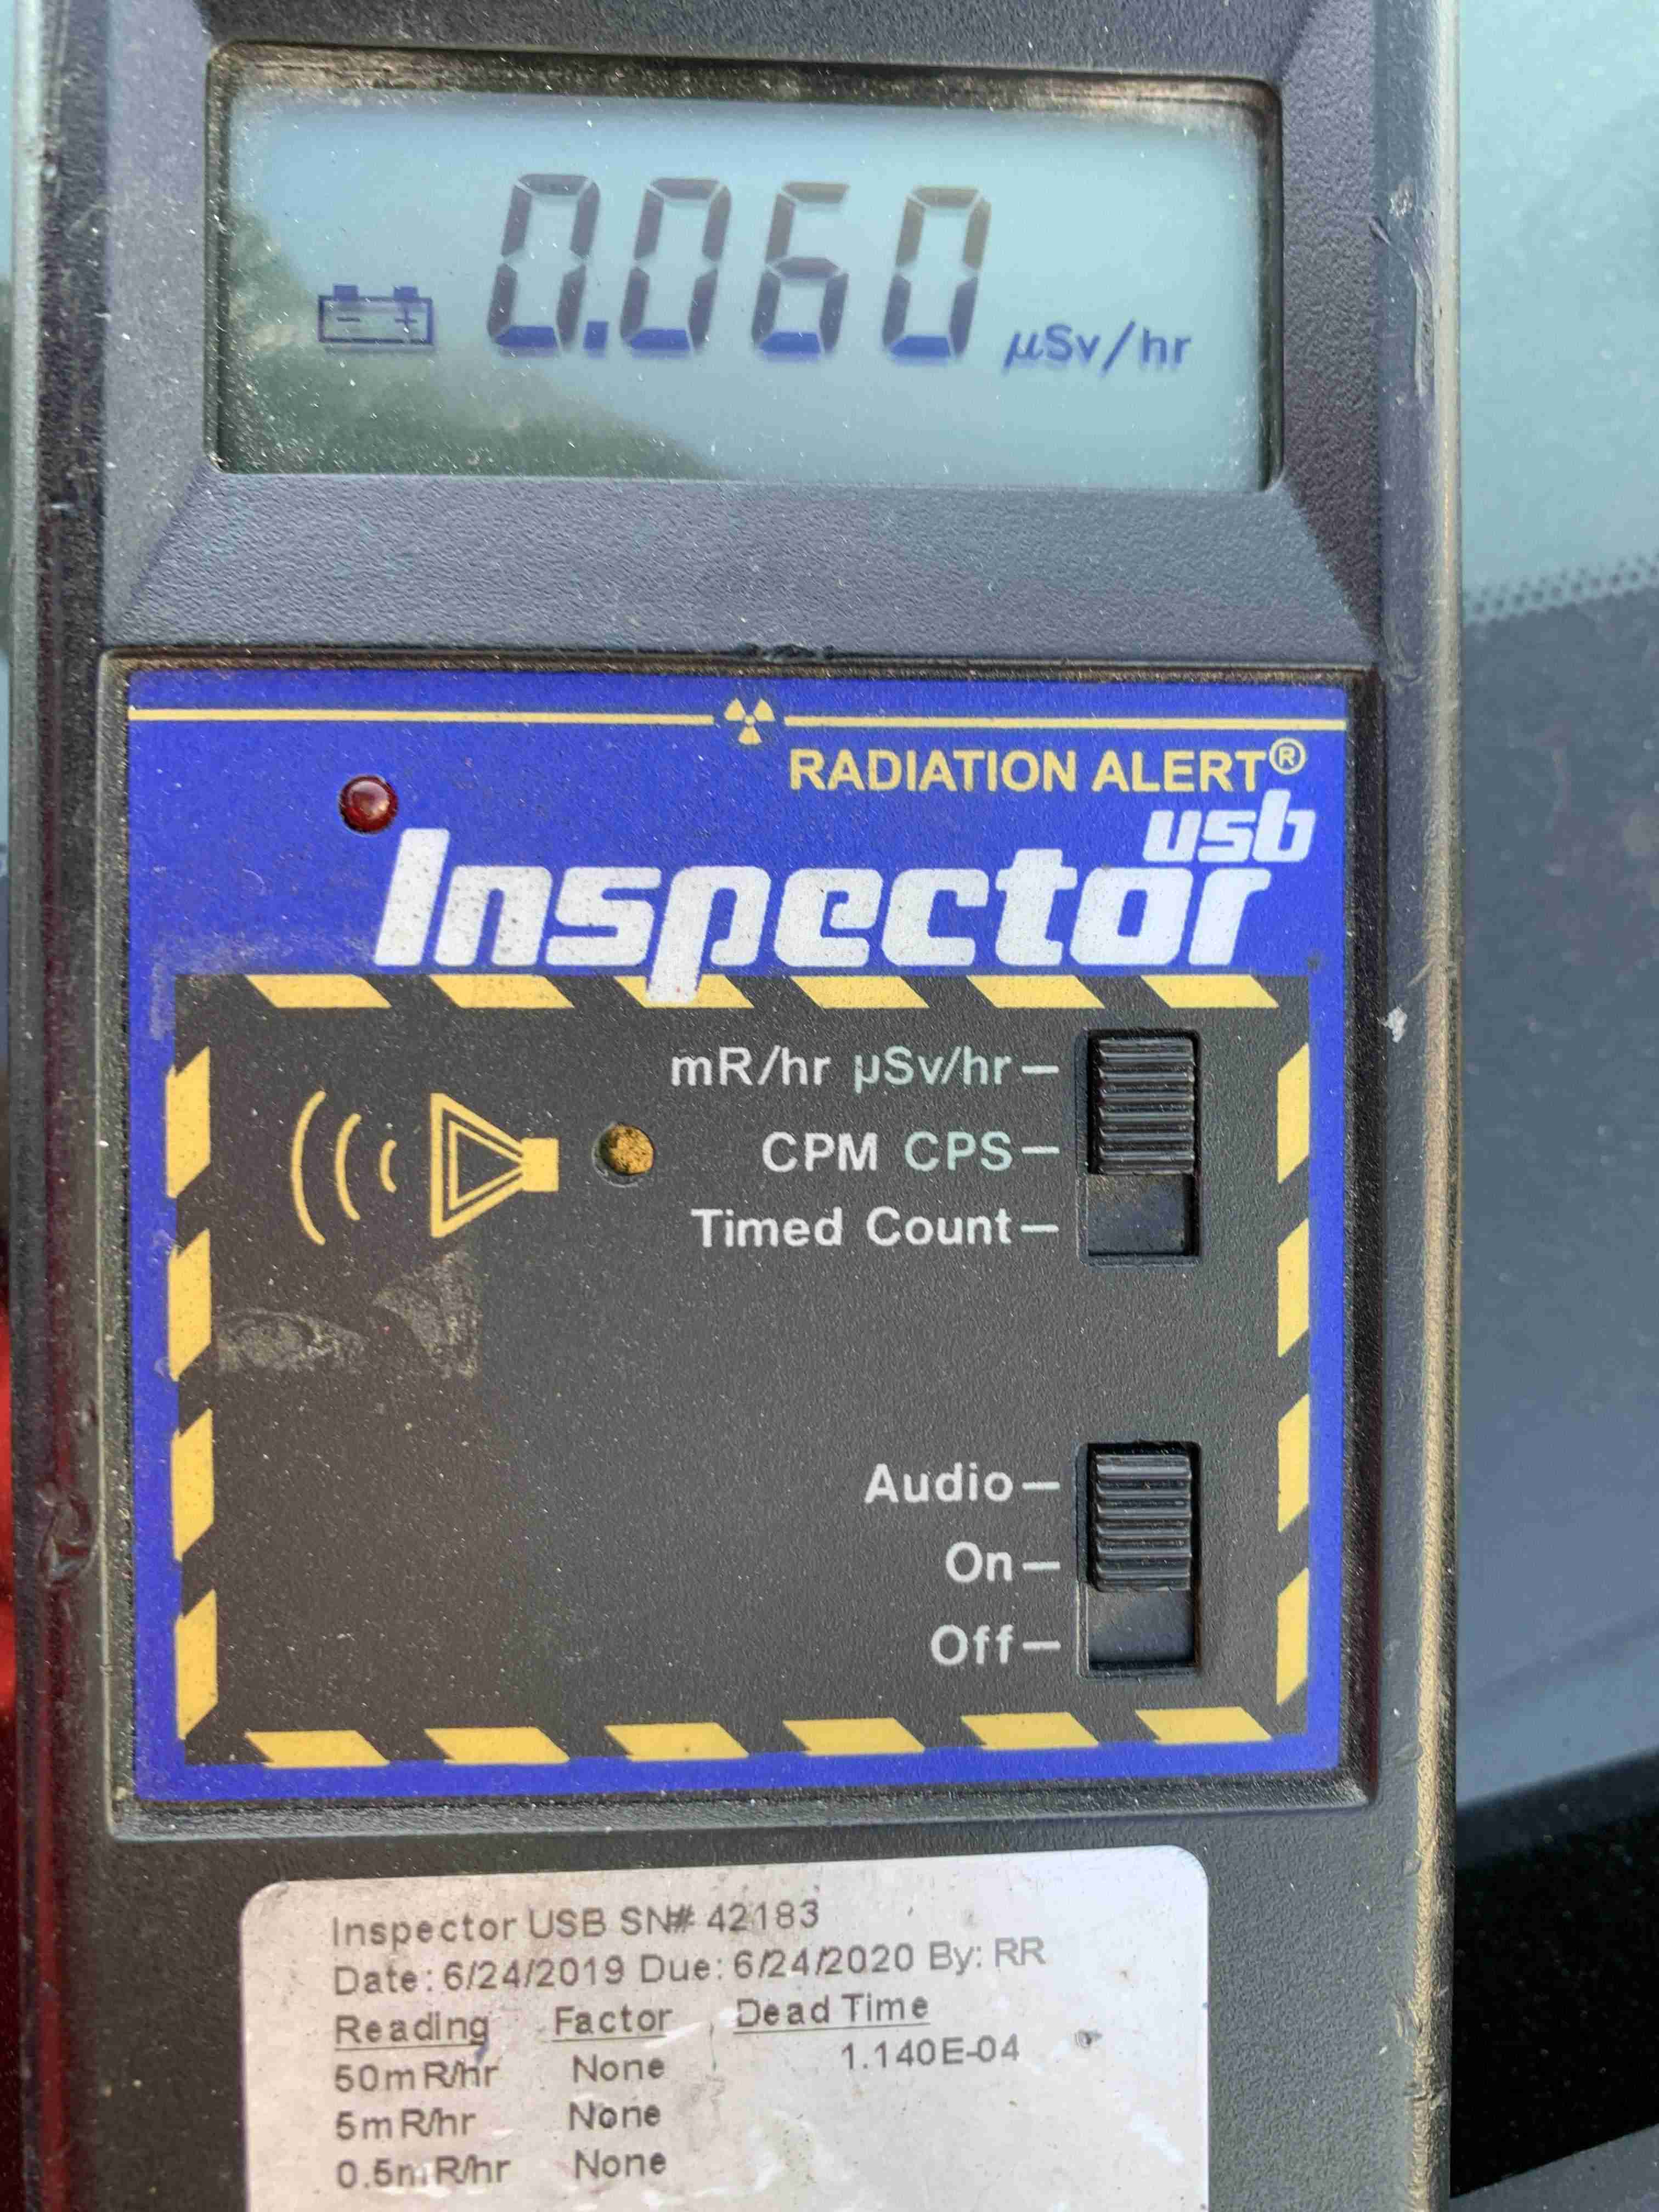 0.060 μSv/hr
RADIATION ALERT®
Inspector usb
mR/hr μSv/hr
CPM CPS
Timed Count
Audio
On
Off
Inspector USB SN# 42183
Date: 6/24/2019 Due: 6/24/2020 By: RR
Reading Factor Dead Time
50mR/hr None 1.140E-04
5mR/hr None
0.5mR/hr None